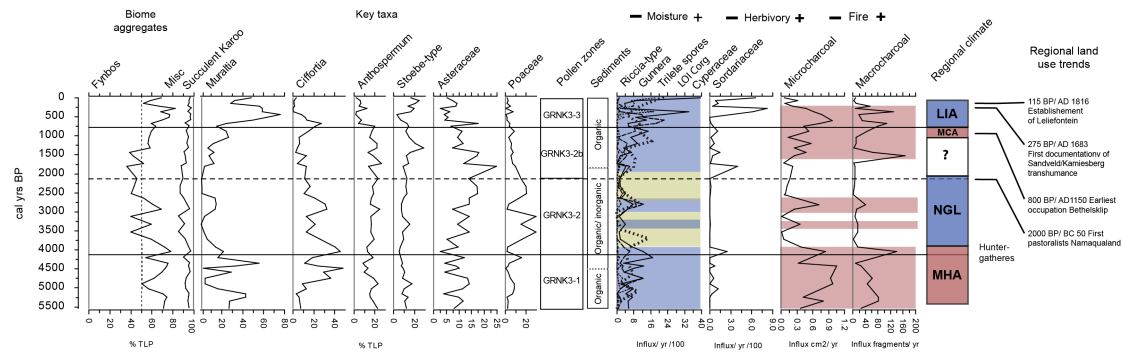 Biome
aggregates
Key taxa
Moisture +
Herbivory +
Fire +
Fynbos
Misc
Succulent Karoo
Muraltia
Cliffortia
Anthospermum
Stoebe-type
Asteraceae
Poaceae
Pollen zones
Sediments
Riccia-type
Gunnera
Trilete spores
LOI Corg
Cyperaceae
Sordariaceae
Microcharcoal
Macrocharcoal
Regional climate
Regional land
use trends
cal yrs BP
0
500
1000
1500
2000
2500
3000
3500
4000
4500
5000
5500
GRNK3-3
GRNK3-2b
GRNK3-2
GRNK3-1
Organic
Organic/ inorganic
Organic
LIA
MCA
?
NGL
MHA
115 BP/ AD 1816
Establisement
of Leliefontein
275 BP/ AD 1683
First documentationv of
Sandveld/Kamiesberg
transhumance
800 BP/ AD1150 Earliest
occupation Bethelsklip
2000 BP/ BC 50 First
pastoralists Namaqualand
Hunter-
gatheres
0 20 40 60 80 100
0 20 40 60 80
0 20 40
0 20
0 20
0 5 10 15 20 25
0 20
0 8 16 24 32 40
0.0 3.0 6.0 9.0
0.0 0.3 0.6 0.9 1.2
0 40 80 120 160 200
% TLP
% TLP
Influx/ yr /100
Influx/ yr /100
Influx cm2/ yr
Influx fragments/ yr